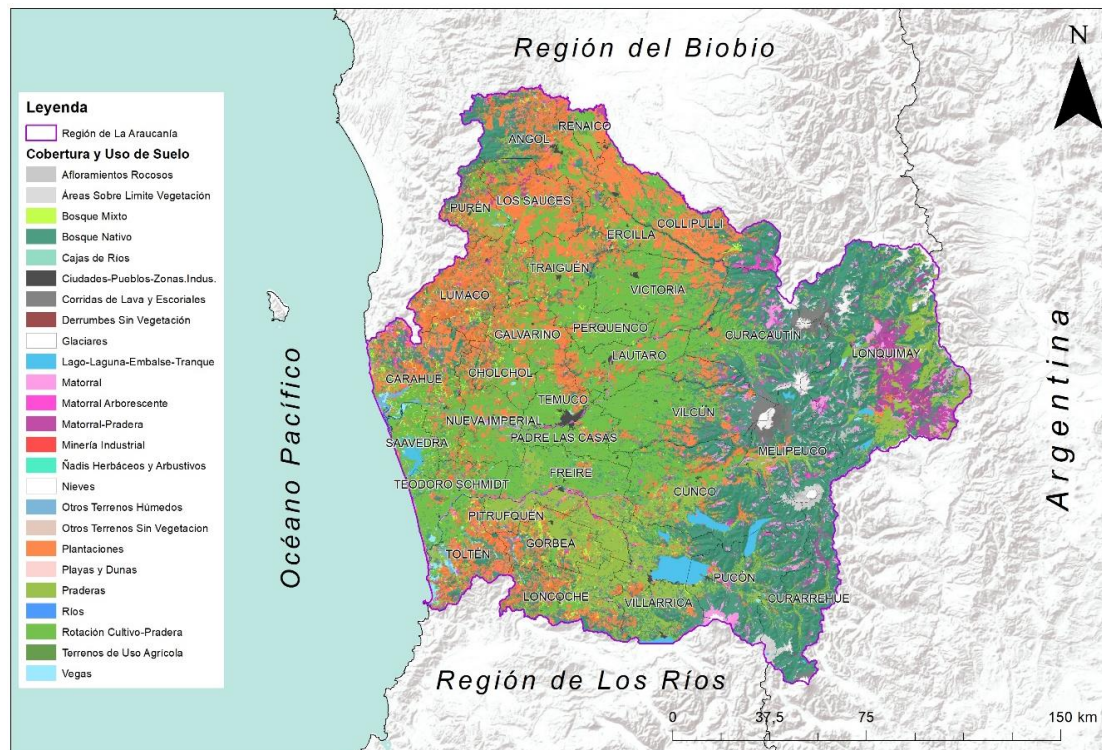 Región del Biobio
N
Leyenda
Región de La Araucanía
Cobertura y Uso de Suelo
Afloramientos Rocosos
Áreas Sobre Limite Vegetación
Bosque Mixto
Bosque Nativo
Cajas de Ríos
Ciudades-Pueblos-Zonas.Indus.
Corridas de Lava y Escoriales
Derrumbes Sin Vegetación
Glaciares
Lago-Laguna-Embalse-Tranque
Matorral
Matorral Arborescente
Matorral-Pradera
Minería Industrial
Ñadis Herbáceos y Arbustivos
Nieves
Otros Terrenos Húmedos
Otros Terrenos Sin Vegetacion
Plantaciones
Playas y Dunas
Praderas
Ríos
Rotación Cultivo-Pradera
Terrenos de Uso Agrícola
Vegas
Océano Pacífico
RENAICO
ANGOL
PURÉN
LOS SAUCES
COLLIPULLI
ERCILLA
TRAIGUÉN
VICTORIA
LUMACO
PERQUENCO
GALVARINO
CURACAUTÍN
LONQUIMAY
LAUTARO
CHOLCHOL
CARAHUE
TEMUCO
VILCÚN
NUEVA IMPERIAL
PADRE LAS CASAS
SAAVEDRA
MELIPEUCO
FREIRE
TEODORO SCHMIDT
CUNCO
PITRUFQUÉN
GORBEA
TOLTÉN
PUCÓN
LONCOCHE
VILLARRICA
CURARREHUE
Argentina
Región de Los Ríos
0 37,5 75 150 km